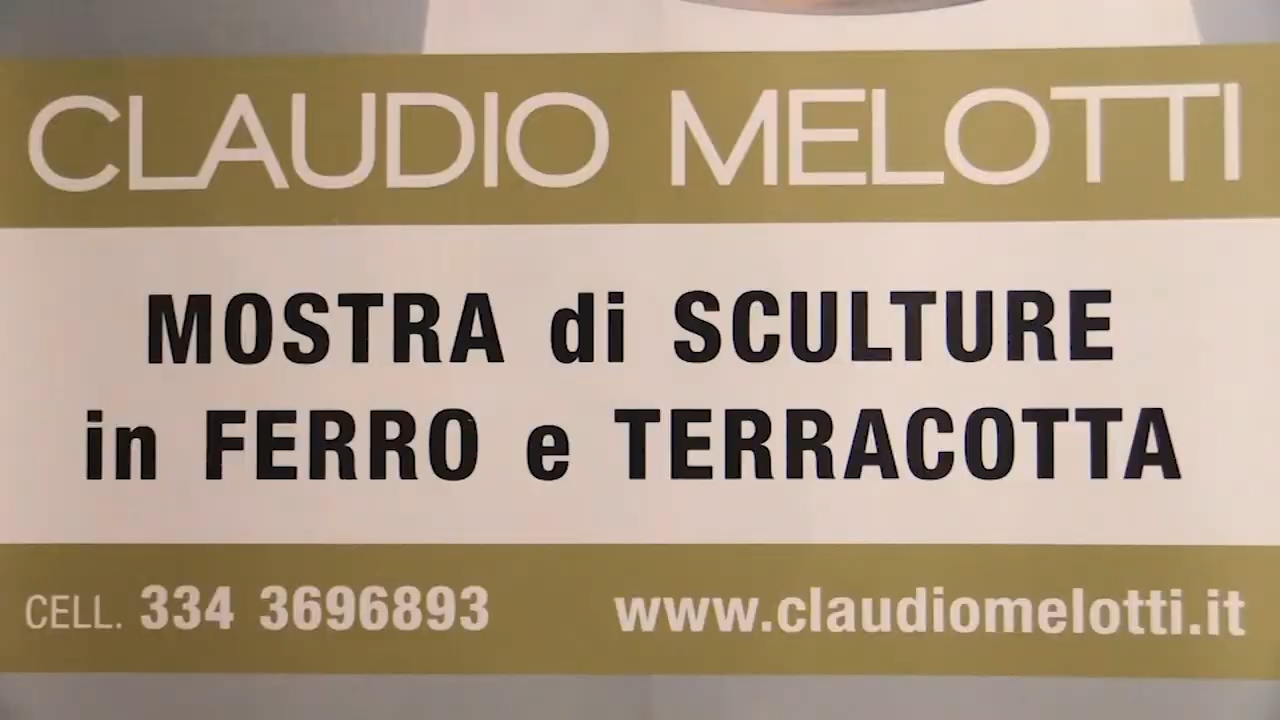 CLAUDIO MELOTTI
MOSTRA di SCULTURE
in FERRO e TERRACOTTA
CELL. 334 3696893 www.claudiomelotti.it